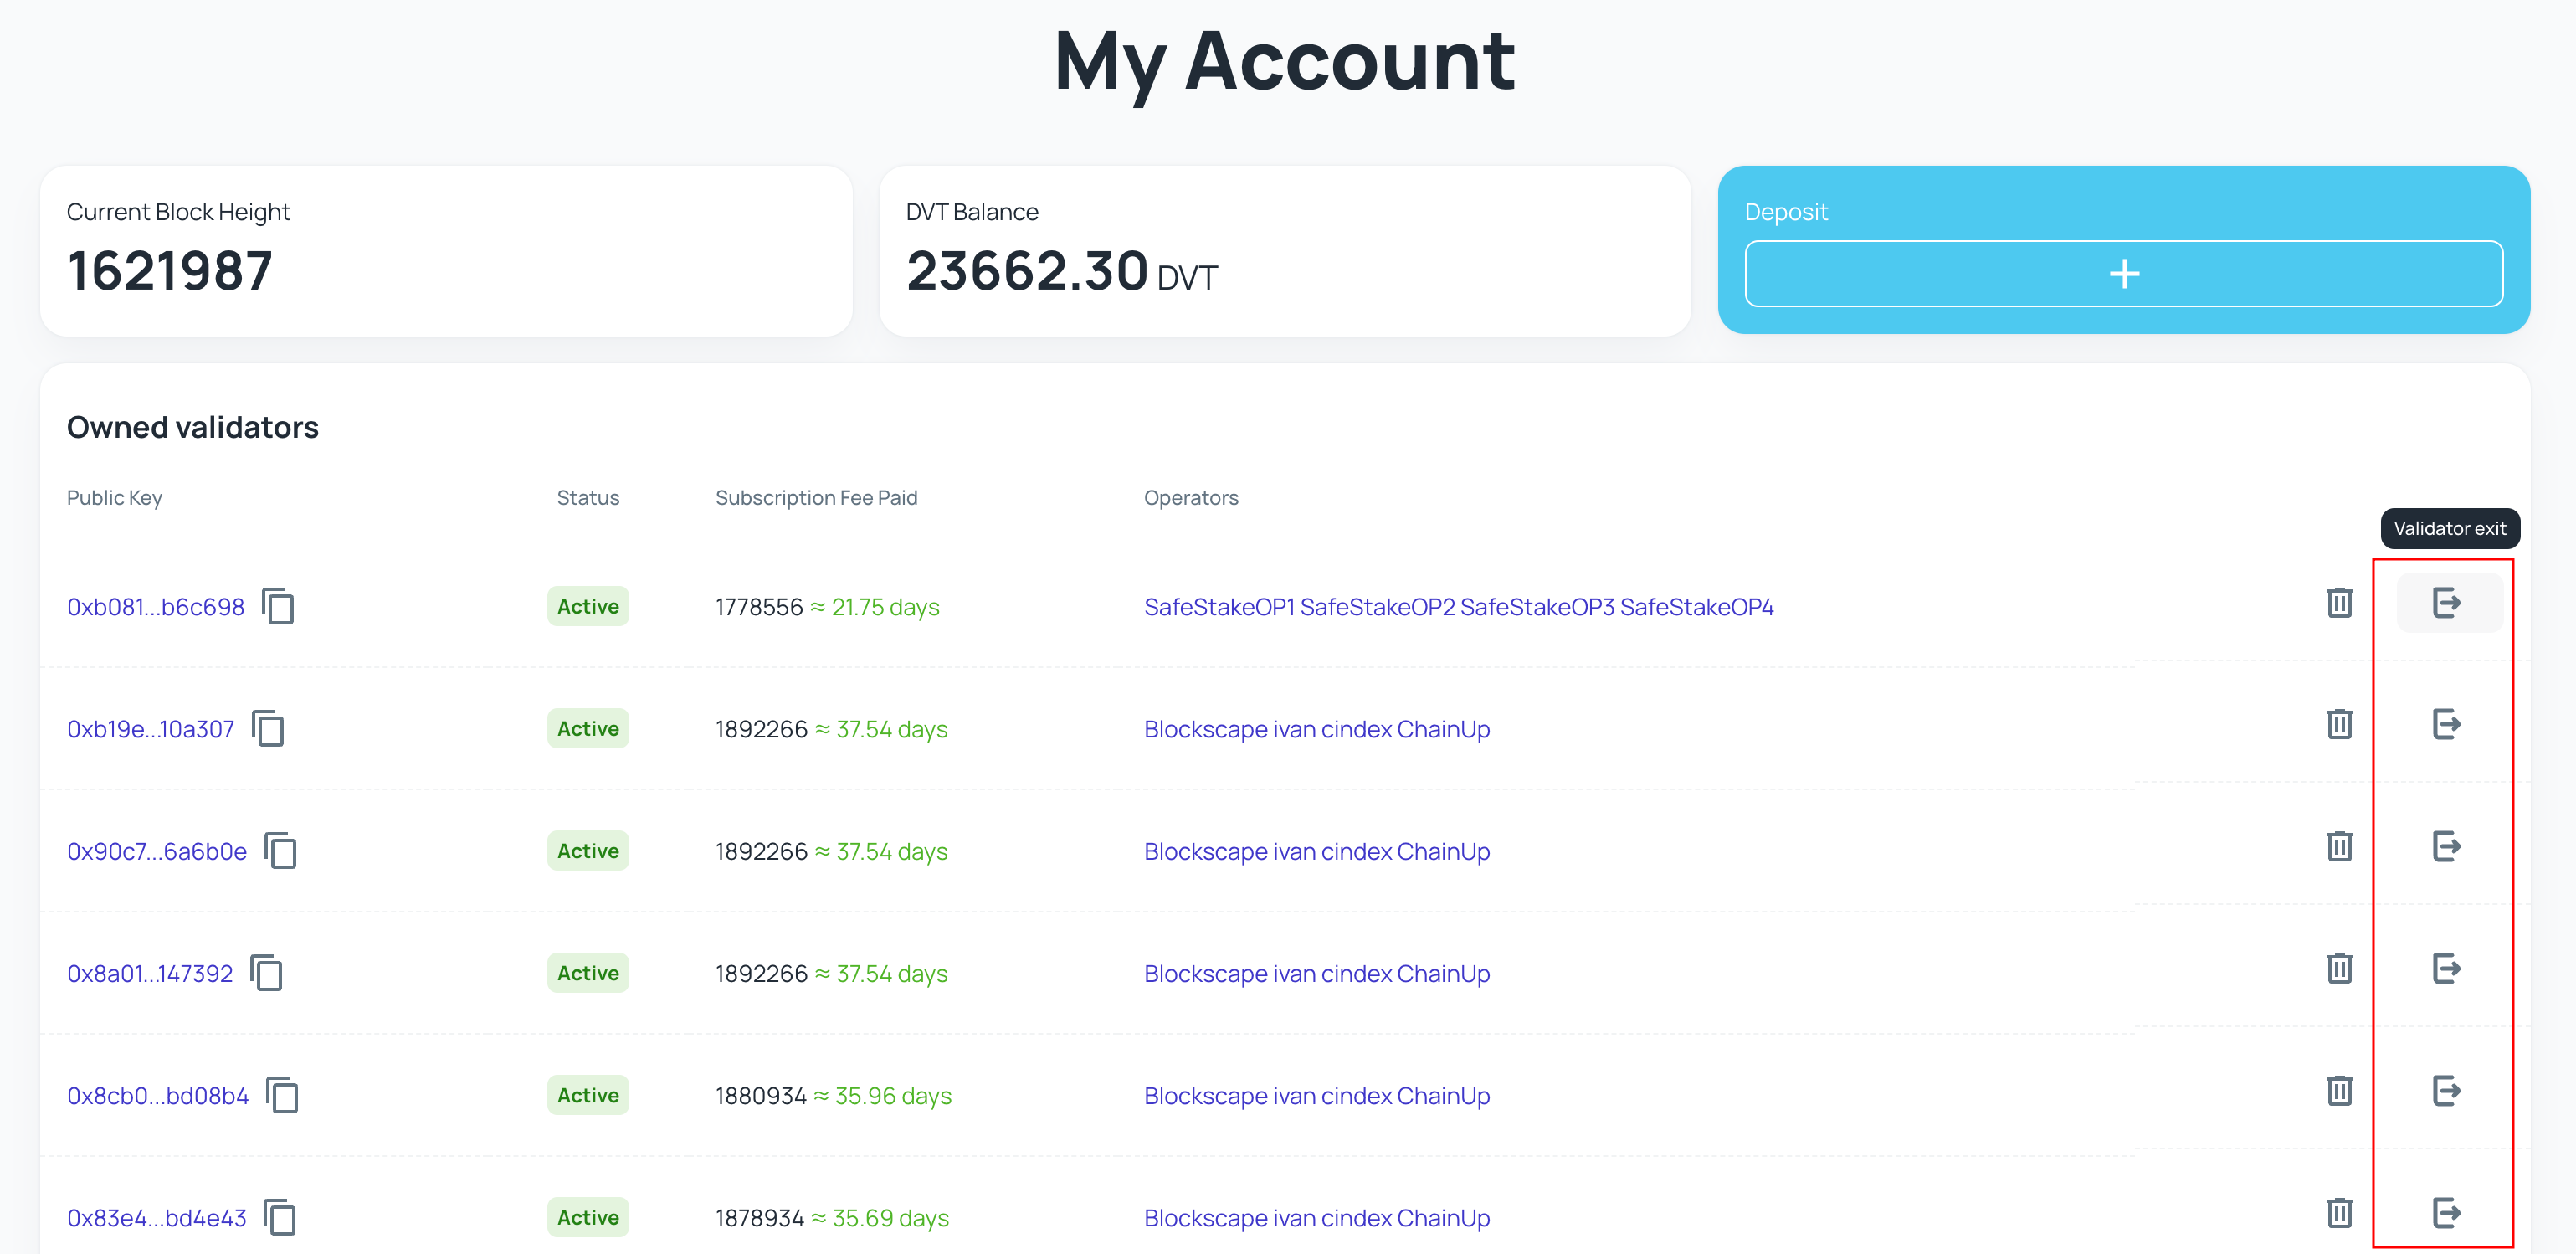 My Account
Current Block Height
1621987
DVT Balance
23662.30 DVT
Deposit
Owned validators
Public Key Status Subscription Fee Paid Operators
Validator exit
0xb081...b6c698 Active 1778556 ≈ 21.75 days SafeStakeOP1 SafeStakeOP2 SafeStakeOP3 SafeStakeOP4
0xb19e...10a307 Active 1892266 ≈ 37.54 days Blockscape ivan cindex ChainUp
0x90c7...6a6b0e Active 1892266 ≈ 37.54 days Blockscape ivan cindex ChainUp
0x8a01...147392 Active 1892266 ≈ 37.54 days Blockscape ivan cindex ChainUp
0x8cb0...bd08b4 Active 1880934 ≈ 35.96 days Blockscape ivan cindex ChainUp
0x83e4...bd4e43 Active 1878934 ≈ 35.69 days Blockscape ivan cindex ChainUp